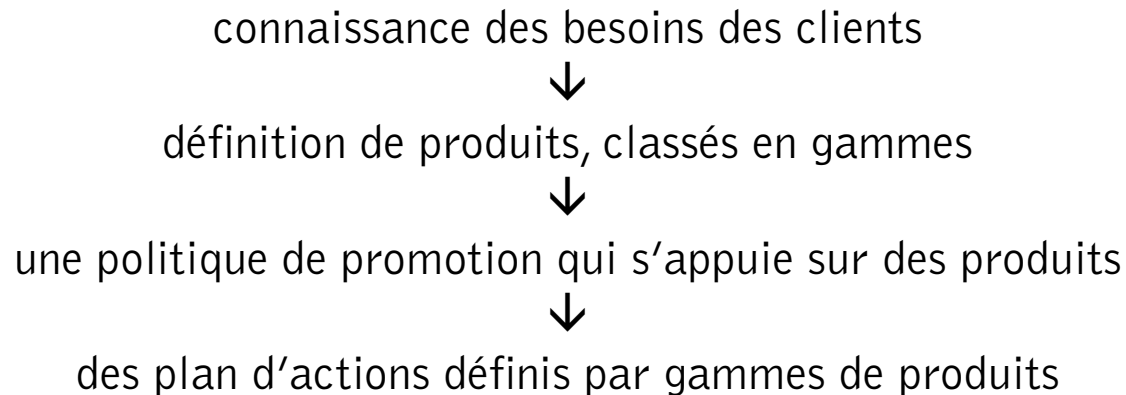 connaissance des besoins des clients
↓
définition de produits, classés en gammes
↓
une politique de promotion qui s’appuie sur des produits
↓
des plan d’actions définis par gammes de produits